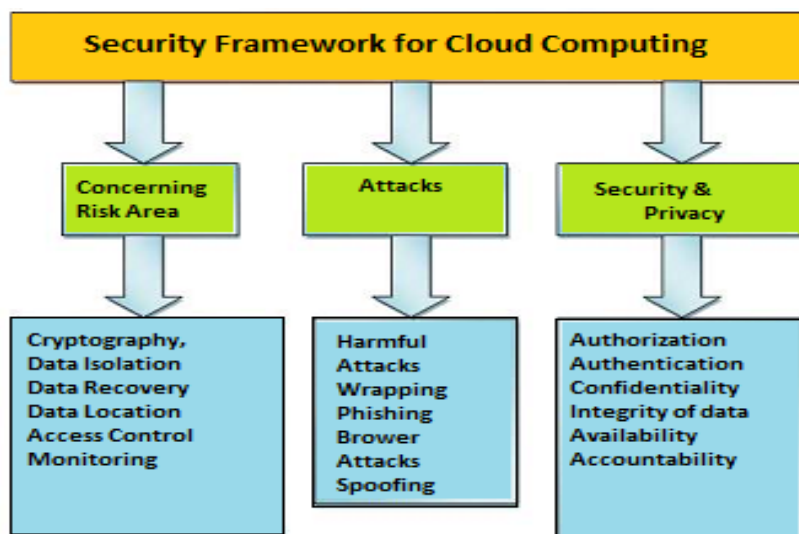 Security Framework for Cloud Computing
Concerning
Risk Area
Attacks
Security &
Privacy
Cryptography,
Data Isolation
Data Recovery
Data Location
Access Control
Monitoring
Harmful
Attacks
Wrapping
Phishing
Brower
Attacks
Spoofing
Authorization
Authentication
Confidentiality
Integrity of data
Availability
Accountability